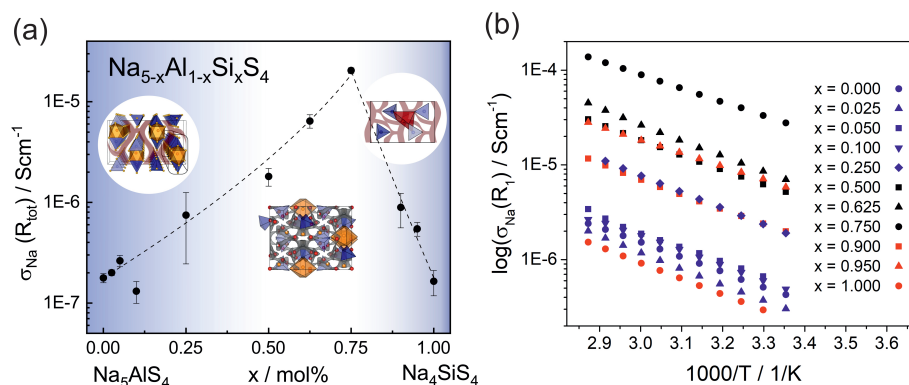 (a)
Na5-xAl1-xSixS4
1E-5
1E-6
1E-7
σNa(Rtot) / Scm⁻¹
0.00
0.25
0.50
0.75
1.00
Na5AlS4
x / mol%
Na4SiS4
(b)
10⁻⁴
10⁻⁵
10⁻⁶
log(σNa(R1) / Scm⁻¹
x = 0.000
x = 0.025
x = 0.050
x = 0.100
x = 0.250
x = 0.500
x = 0.625
x = 0.750
x = 0.900
x = 0.950
x = 1.000
2.9 3.0 3.1 3.2 3.3 3.4 3.5 3.6
1000/T / 1/K